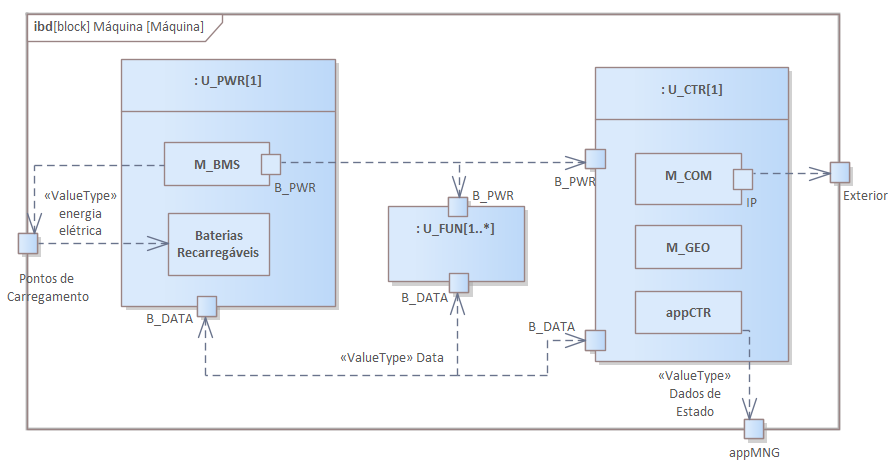 ibd[block] Máquina [Máquina]
: U_PWR[1]
: U_CTR[1]
M_BMS
B_PWR
«ValueType»
energia
elétrica
Baterias
Recarregáveis
Pontos de
Carregamento
B_DATA
B_PWR
: U_FUN[1..*]
B_DATA
«ValueType» Data
B_PWR
M_COM
IP
Exterior
M_GEO
appCTR
B_DATA
«ValueType»
Dados de
Estado
appMNG